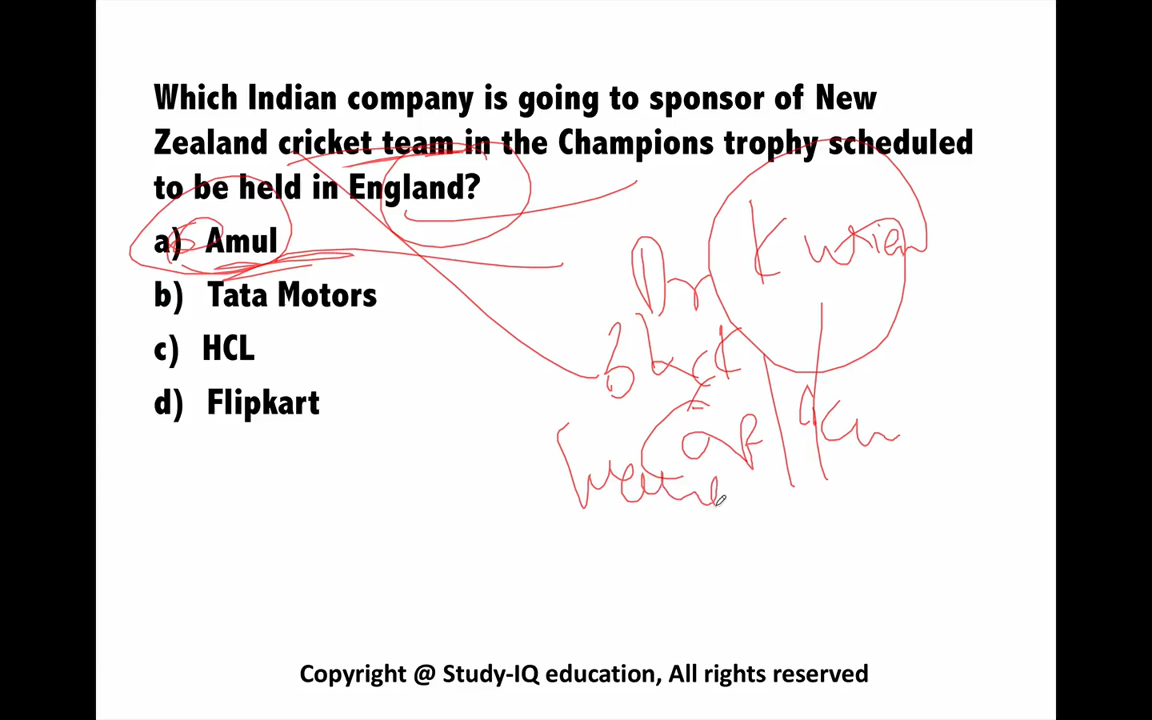 Which Indian company is going to sponsor of New
Zealand cricket team in the Champions trophy scheduled
to be held in England?
a) Amul
b) Tata Motors
c) HCL
d) Flipkart
Dr Kurien
Copyright @ Study-IQ education, All rights reserved